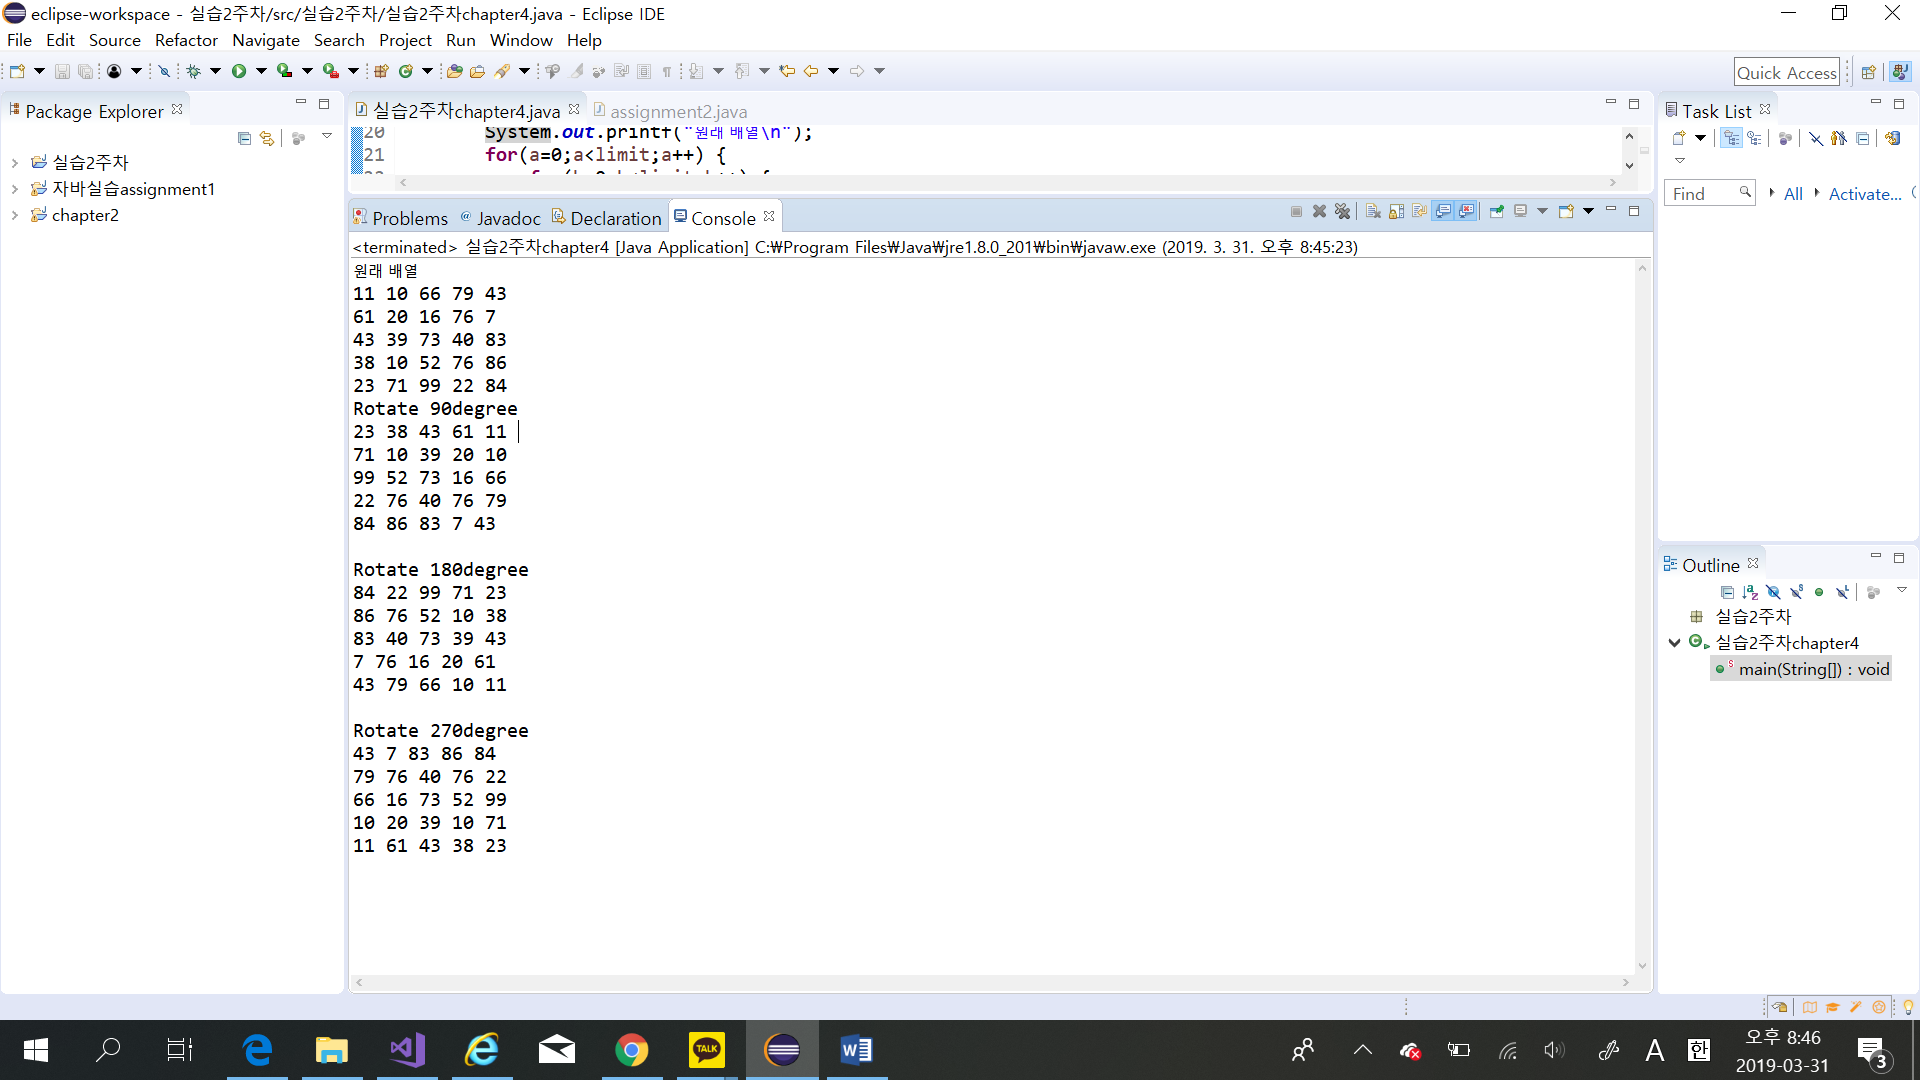 eclipse-workspace - 실습2주차/src/실습2주차/실습2주차chapter4.java - Eclipse IDE
File Edit Source Refactor Navigate Search Project Run Window Help
Quick Access
Package Explorer
실습2주차
자바실습assignment1
chapter2
실습2주차chapter4.java
assignment2.java
20 System.out.printf("원래 배열\n");
21 for(a=0;a<limit;a++) {
Problems Javadoc Declaration Console
<terminated> 실습2주차chapter4 [Java Application] C:₩Program Files₩Java₩jre1.8.0_201₩bin₩javaw.exe (2019. 3. 31. 오후 8:45:23)
원래 배열
11 10 66 79 43
61 20 16 76 7
43 39 73 40 83
38 10 52 76 86
23 71 99 22 84
Rotate 90degree
23 38 43 61 11
71 10 39 20 10
99 52 73 16 66
22 76 40 76 79
84 86 83 7 43
Rotate 180degree
84 22 99 71 23
86 76 52 10 38
83 40 73 39 43
7 76 16 20 61
43 79 66 10 11
Rotate 270degree
43 7 83 86 84
79 76 40 76 22
66 16 73 52 99
10 20 39 10 71
11 61 43 38 23
Task List
Find All Activate...
Outline
실습2주차
실습2주차chapter4
main(String[]) : void
TALK
A 한
오후 8:46
2019-03-31
3